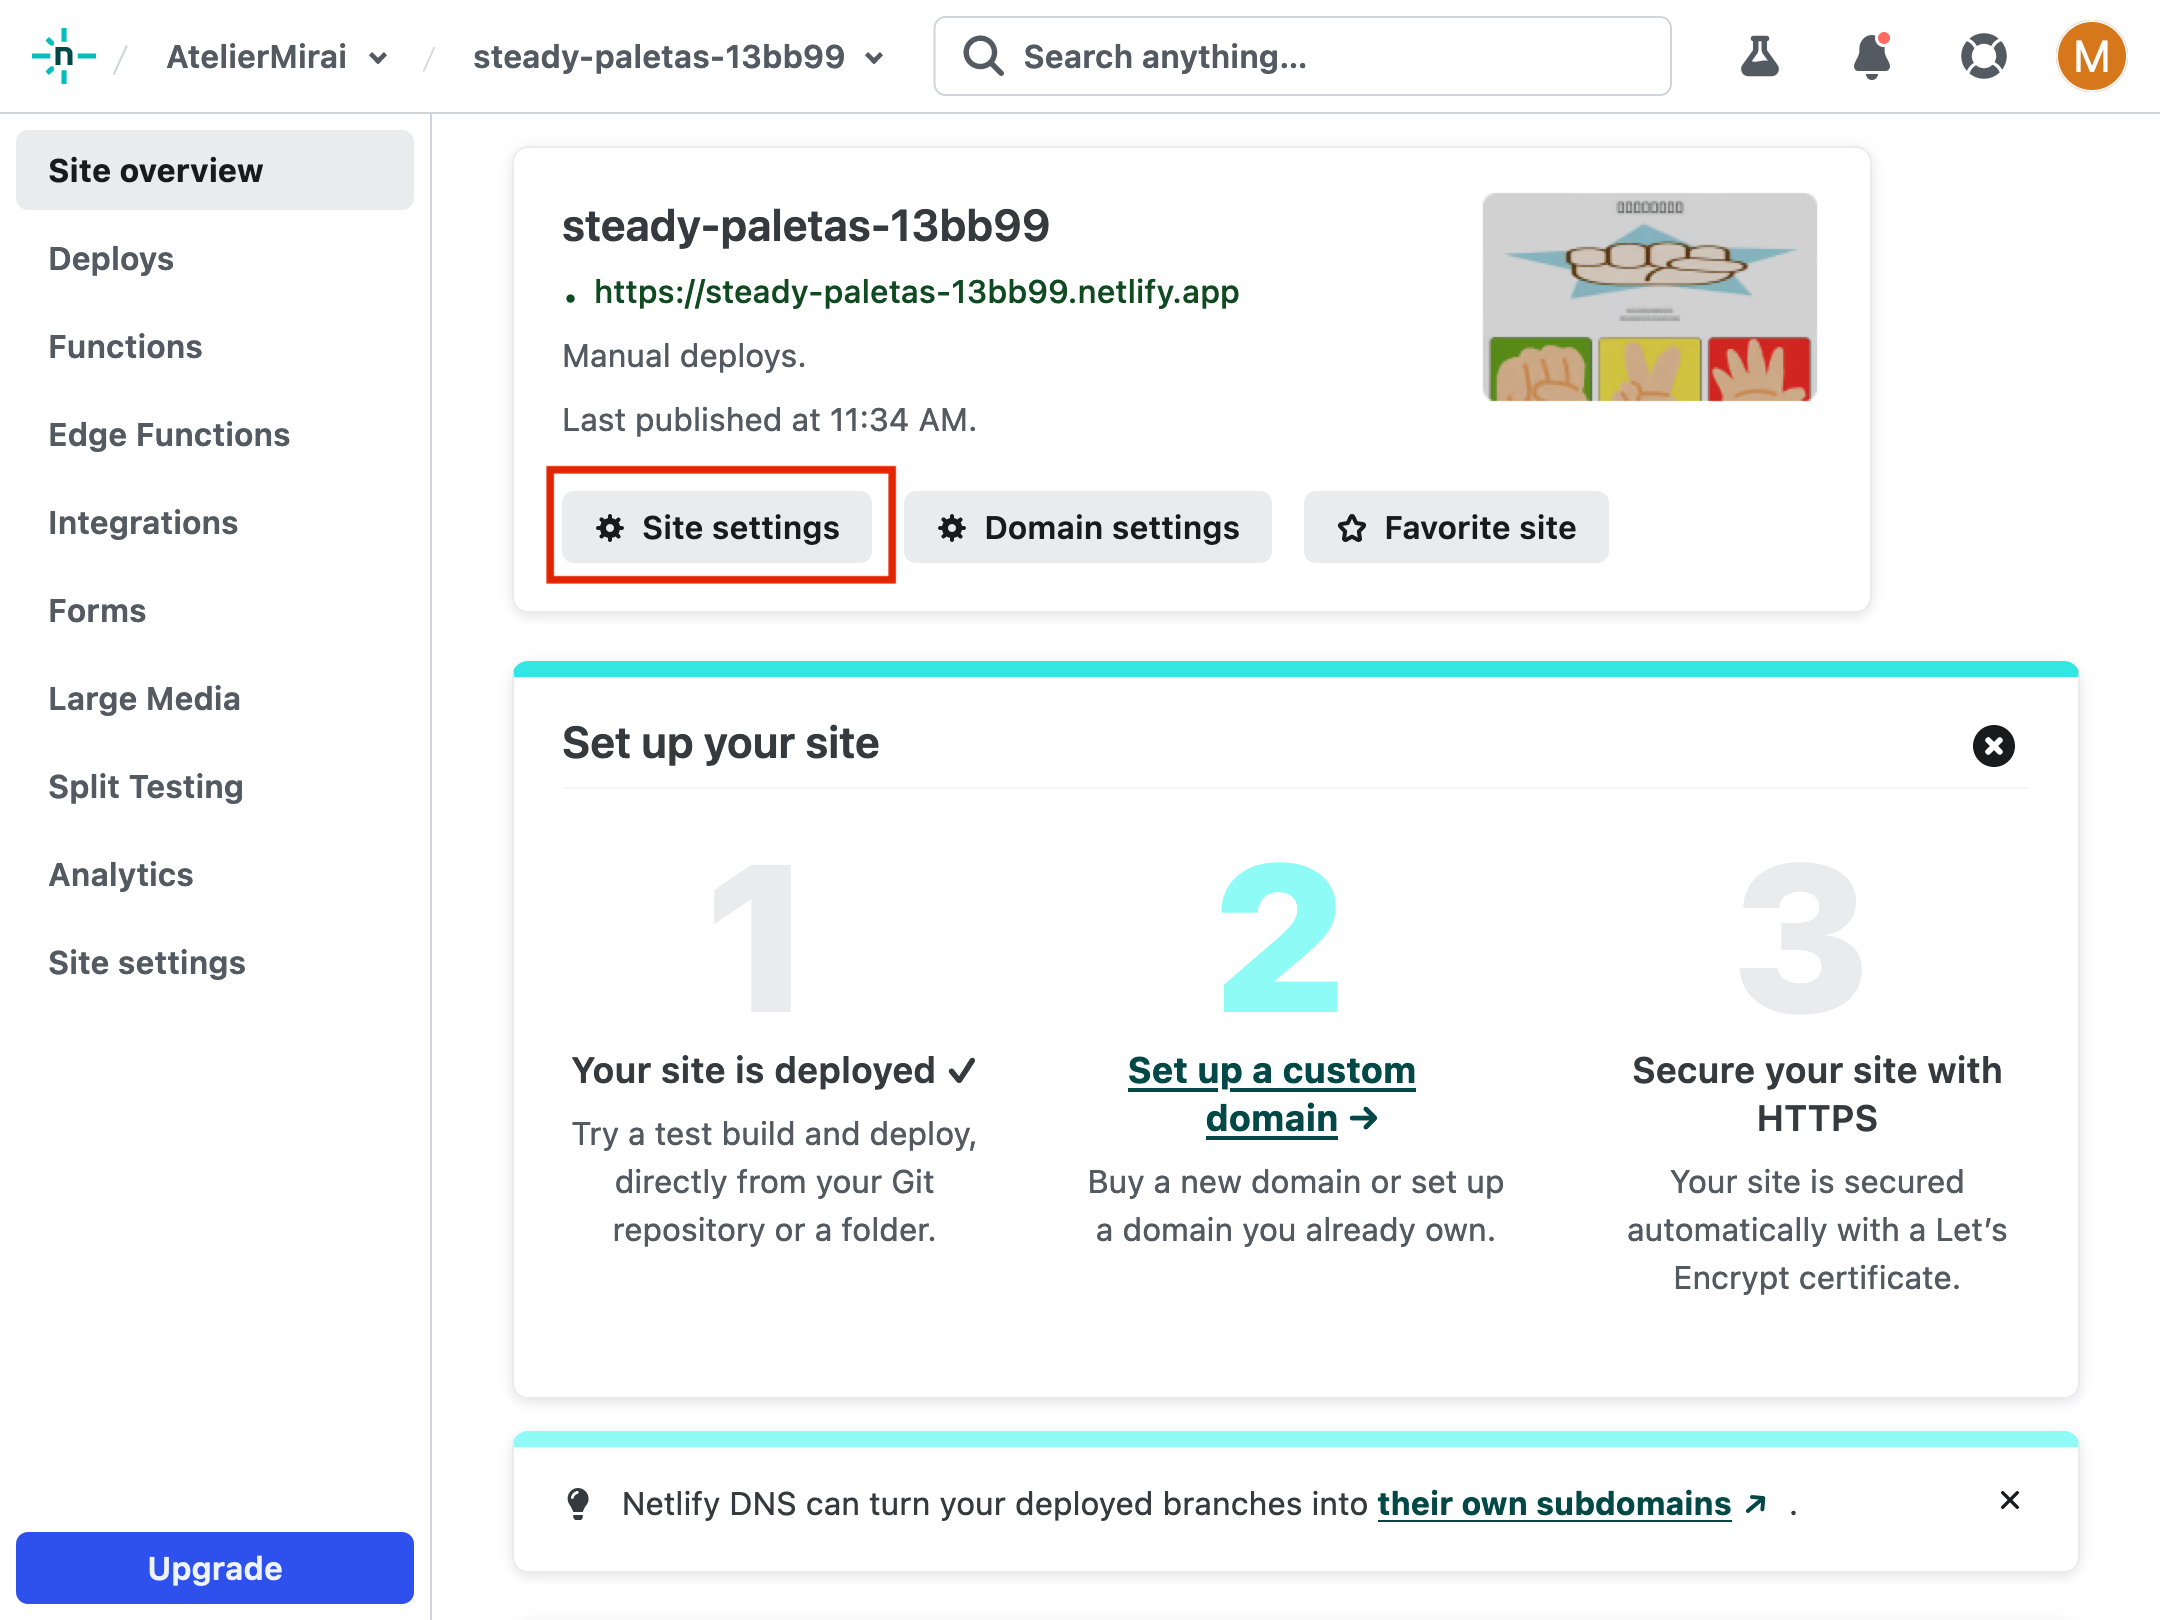 n / AtelierMirai / steady-paletas-13bb99
Search anything...
M
Site overview
Deploys
Functions
Edge Functions
Integrations
Forms
Large Media
Split Testing
Analytics
Site settings
Upgrade
steady-paletas-13bb99
https://steady-paletas-13bb99.netlify.app
Manual deploys.
Last published at 11:34 AM.
Site settings
Domain settings
Favorite site
Set up your site
1
Your site is deployed ✓
Try a test build and deploy,
directly from your Git
repository or a folder.
2
Set up a custom
domain →
Buy a new domain or set up
a domain you already own.
3
Secure your site with
HTTPS
Your site is secured
automatically with a Let’s
Encrypt certificate.
Netlify DNS can turn your deployed branches into their own subdomains ↗ .